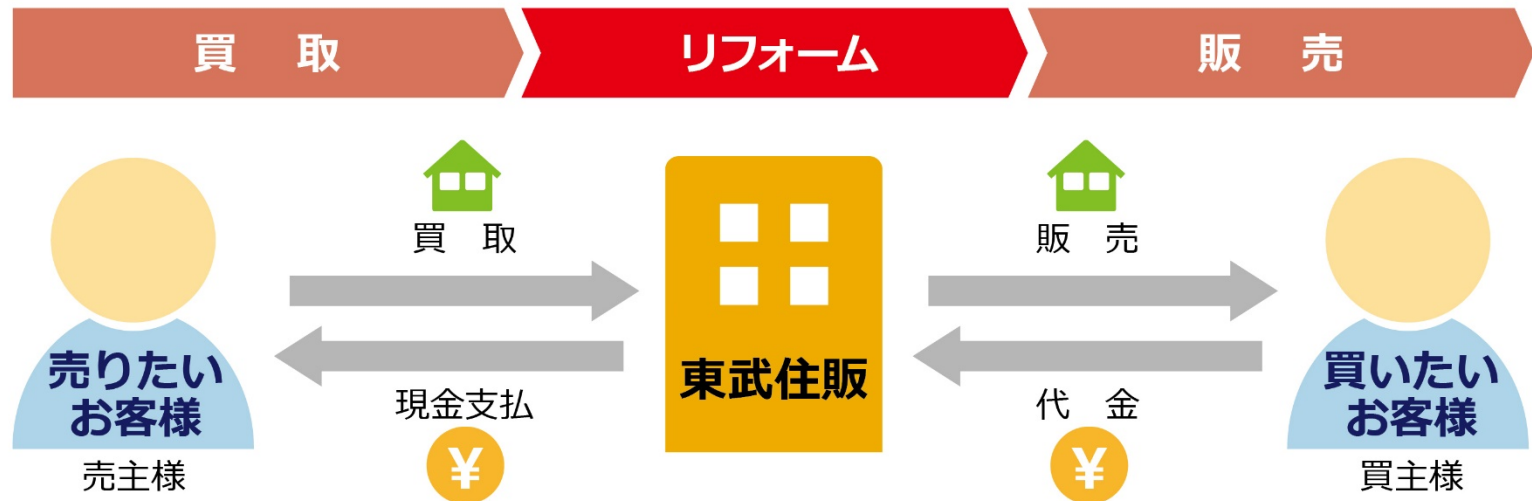 買 取
リフォーム
販 売
買 取
販 売
売りたい
お客様
売主様
現金支払
¥
東武住販
代 金
¥
買いたい
お客様
買主様